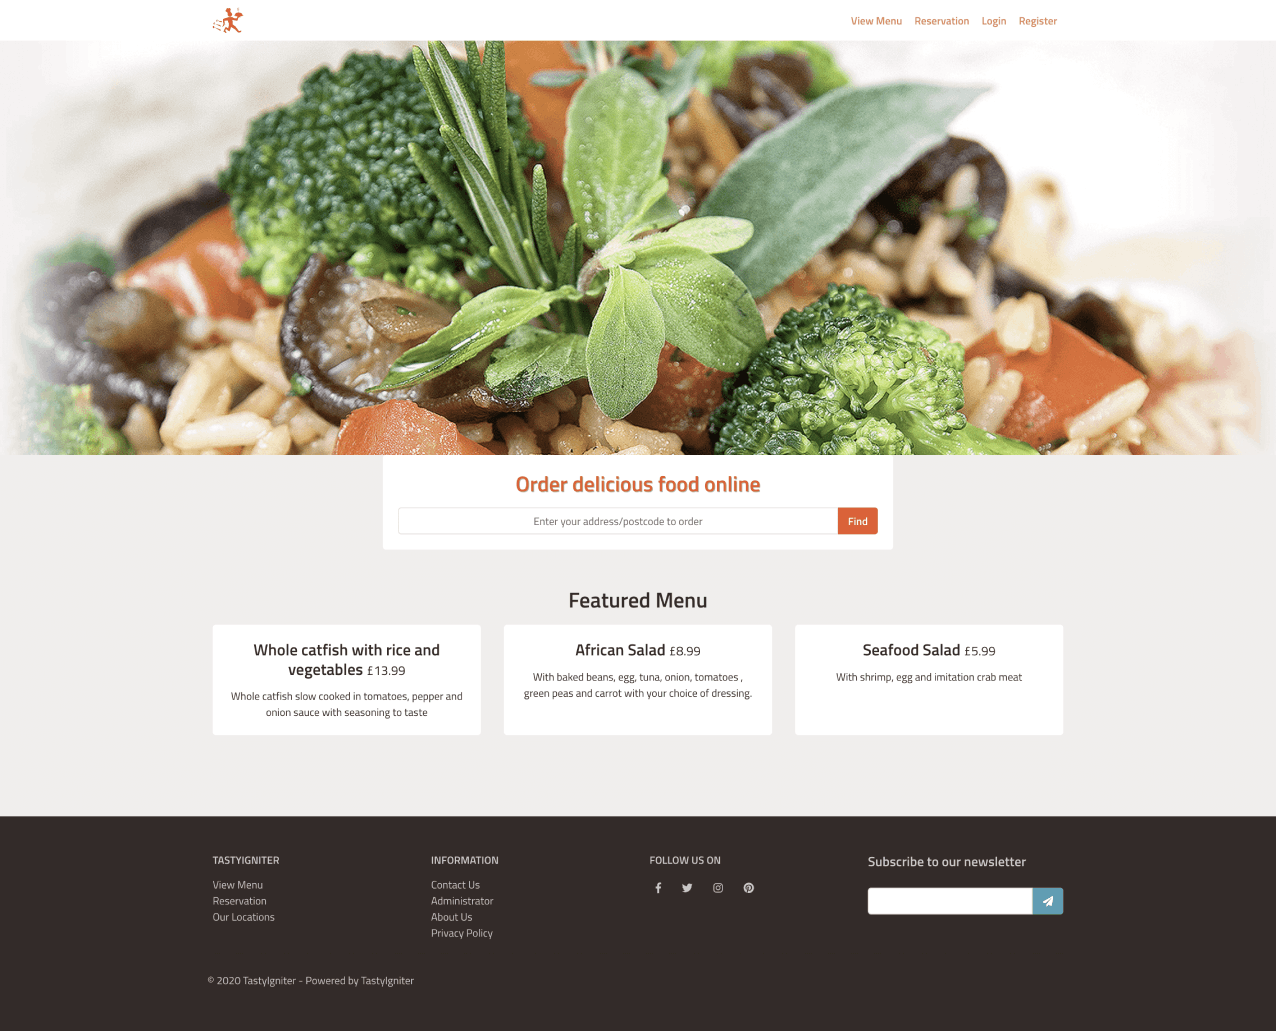 View Menu Reservation Login Register
Order delicious food online
Enter your address/postcode to order Find
Featured Menu
Whole catfish with rice and
vegetables £13.99
Whole catfish slow cooked in tomatoes, pepper and
onion sauce with seasoning to taste
African Salad £8.99
With baked beans, egg, tuna, onion, tomatoes ,
green peas and carrot with your choice of dressing.
Seafood Salad £5.99
With shrimp, egg and imitation crab meat
TASTYIGNITER
View Menu
Reservation
Our Locations
INFORMATION
Contact Us
Administrator
About Us
Privacy Policy
FOLLOW US ON
Subscribe to our newsletter
© 2020 TastyIgniter - Powered by TastyIgniter